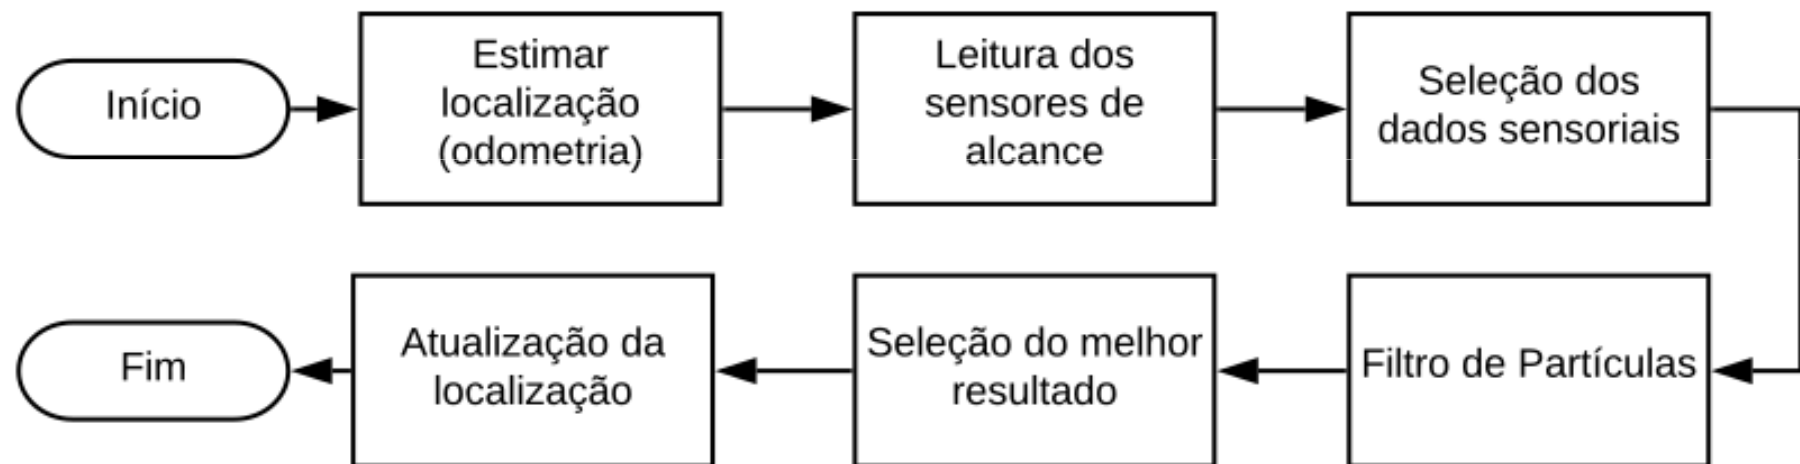 Início
Estimar
localização
(odometria)
Leitura dos
sensores de
alcance
Seleção dos
dados sensoriais
Filtro de Partículas
Seleção do melhor
resultado
Atualização da
localização
Fim